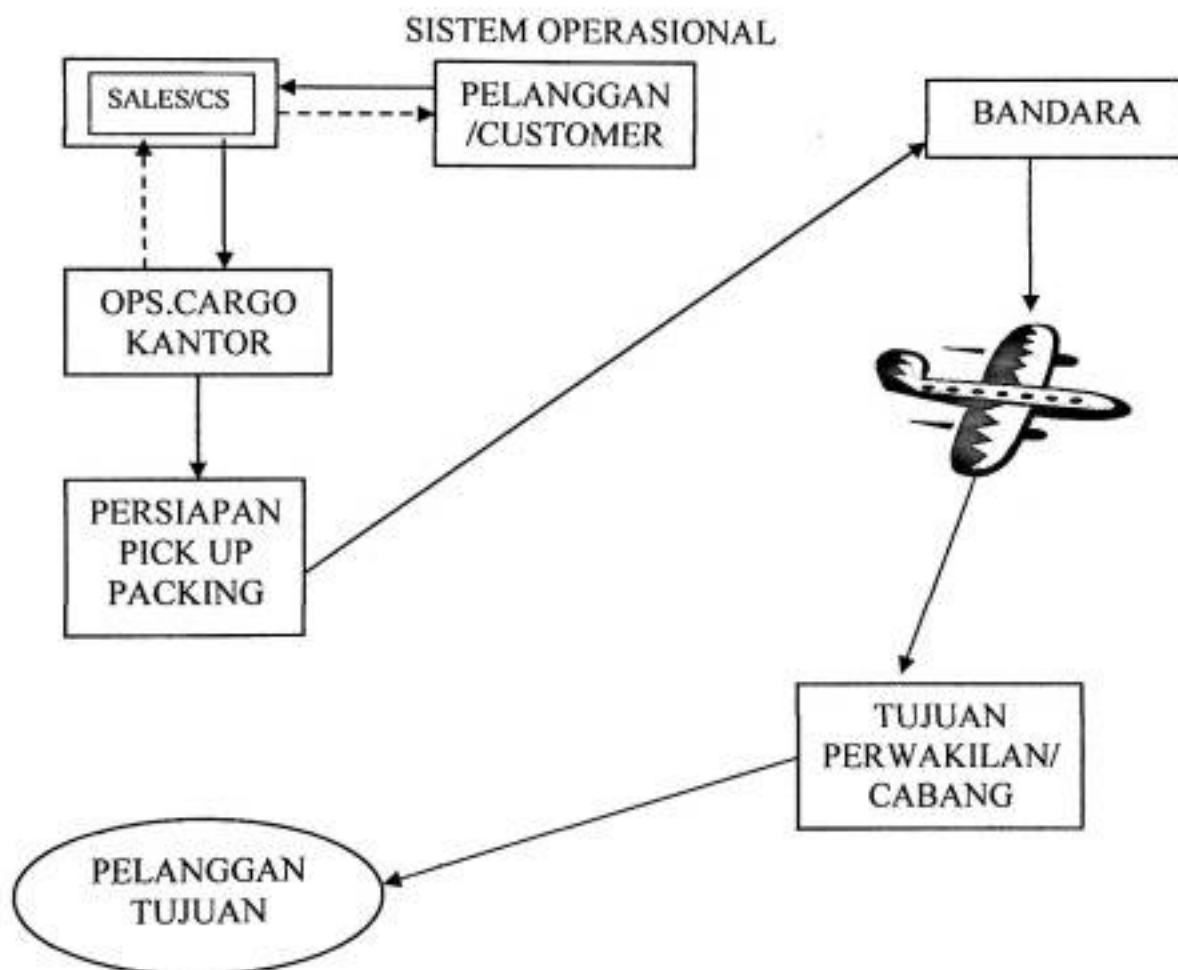 SISTEM OPERASIONAL
SALES/CS
PELANGGAN
/CUSTOMER
BANDARA
OPS.CARGO
KANTOR
PERSIAPAN
PICK UP
PACKING
TUJUAN
PERWAKILAN/
CABANG
PELANGGAN
TUJUAN